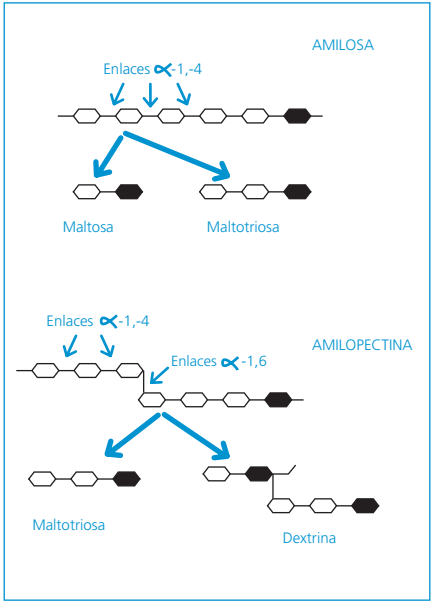 AMILOSA
Enlaces ∝-1,-4
Maltosa
Maltotriosa
Enlaces ∝-1,-4
AMILOPECTINA
Enlaces ∝-1,6
Maltotriosa
Dextrina